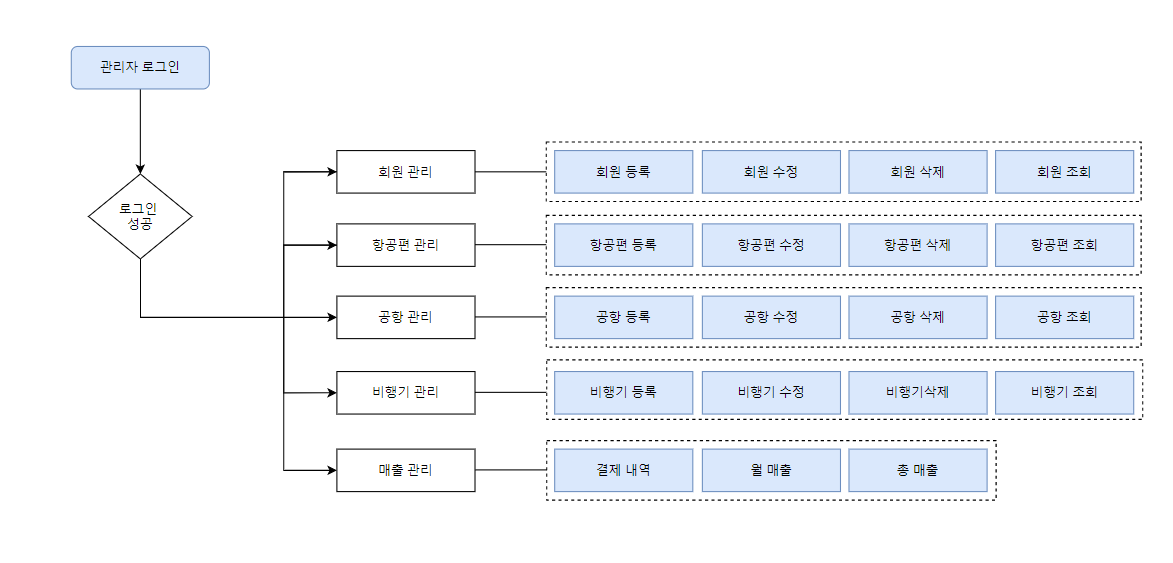 관리자 로그인
로그인
성공
회원 관리
회원 등록
회원 수정
회원 삭제
회원 조회
항공편 관리
항공편 등록
항공편 수정
항공편 삭제
항공편 조회
공항 관리
공항 등록
공항 수정
공항 삭제
공항 조회
비행기 관리
비행기 등록
비행기 수정
비행기삭제
비행기 조회
매출 관리
결제 내역
월 매출
총 매출